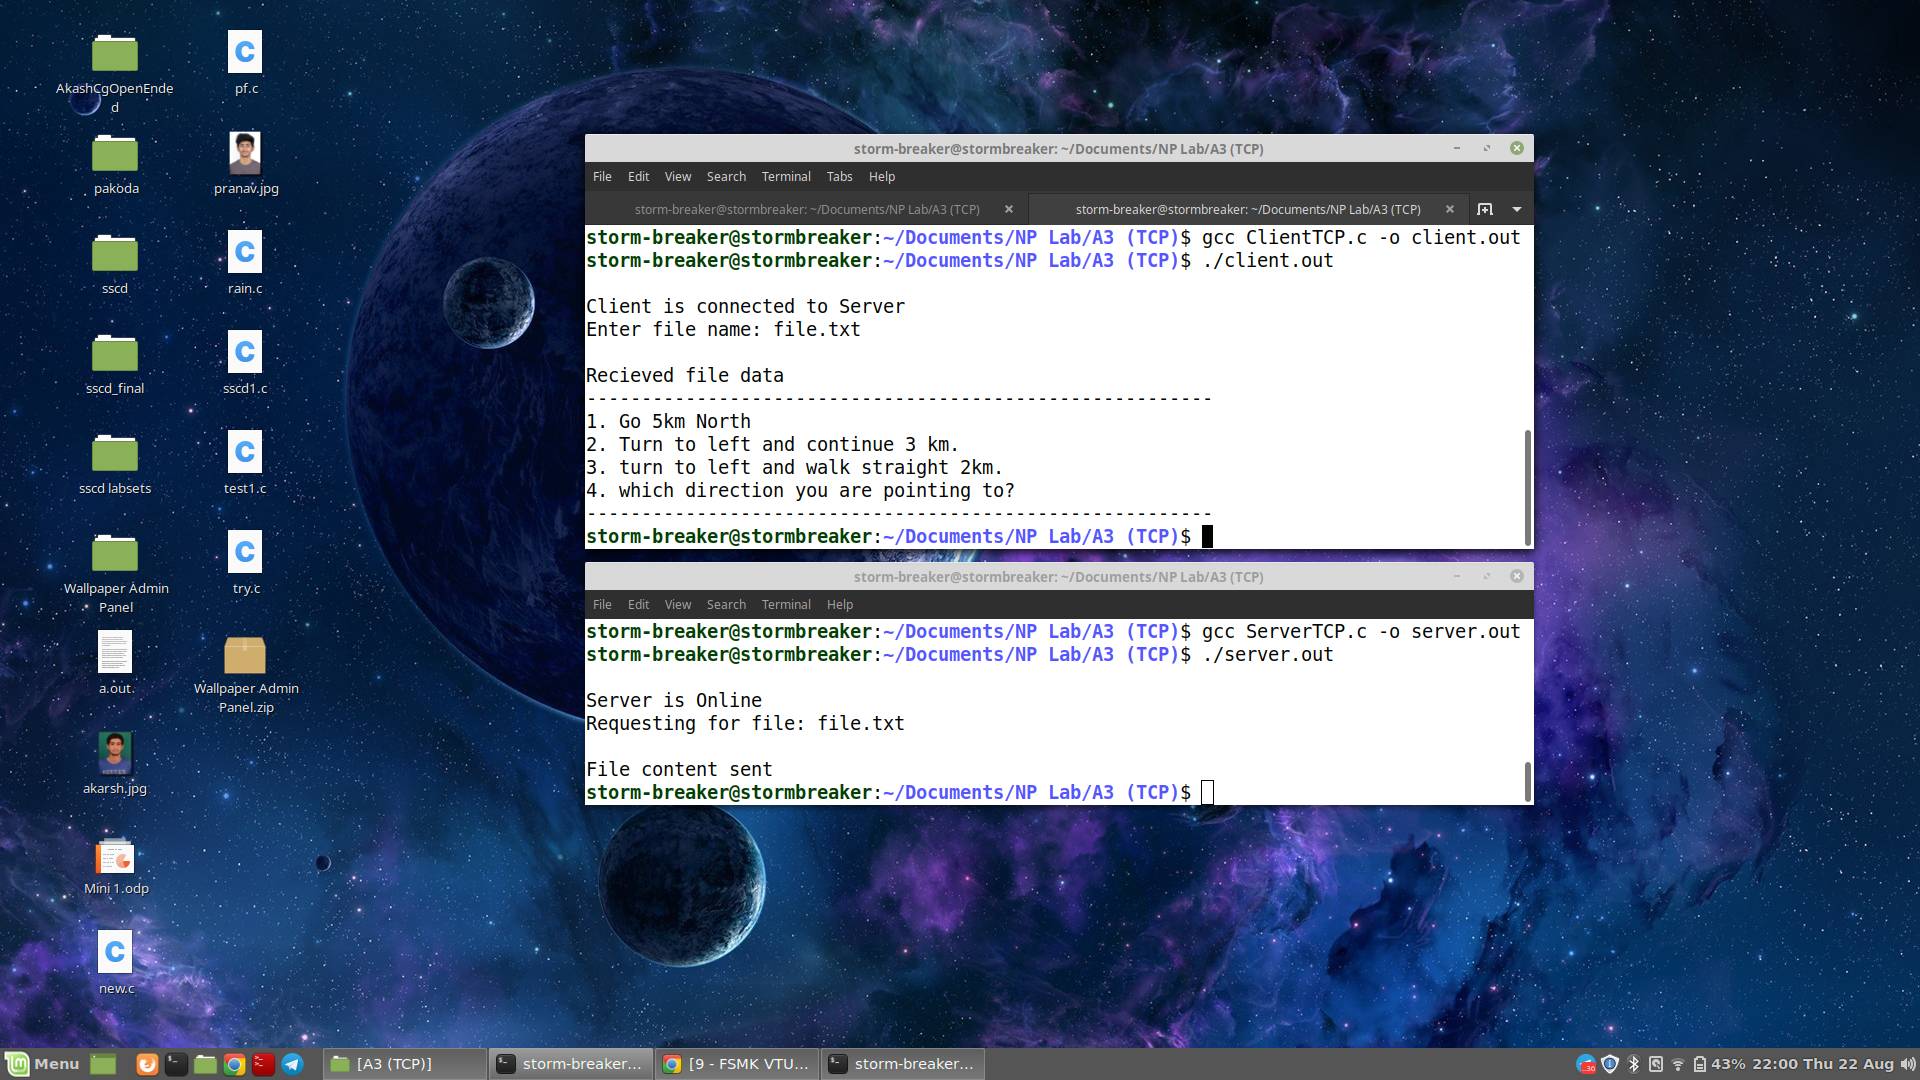 AkashCgOpenEnde
d
pf.c
pakoda
pranav.jpg
sscd
rain.c
sscd_final
sscd1.c
sscd labsets
test1.c
Wallpaper Admin
Panel
try.c
a.out
Wallpaper Admin
Panel.zip
akarsh.jpg
Mini 1.odp
new.c
storm-breaker@stormbreaker: ~/Documents/NP Lab/A3 (TCP)
File Edit View Search Terminal Tabs Help
storm-breaker@stormbreaker: ~/Documents/NP Lab/A3 (TCP) storm-breaker@stormbreaker: ~/Documents/NP Lab/A3 (TCP)
storm-breaker@stormbreaker:~/Documents/NP Lab/A3 (TCP)$ gcc ClientTCP.c -o client.out
storm-breaker@stormbreaker:~/Documents/NP Lab/A3 (TCP)$ ./client.out
Client is connected to Server
Enter file name: file.txt
Recieved file data
---------------------------------------------------------
1. Go 5km North
2. Turn to left and continue 3 km.
3. turn to left and walk straight 2km.
4. which direction you are pointing to?
---------------------------------------------------------
storm-breaker@stormbreaker:~/Documents/NP Lab/A3 (TCP)$
storm-breaker@stormbreaker: ~/Documents/NP Lab/A3 (TCP)
File Edit View Search Terminal Help
storm-breaker@stormbreaker:~/Documents/NP Lab/A3 (TCP)$ gcc ServerTCP.c -o server.out
storm-breaker@stormbreaker:~/Documents/NP Lab/A3 (TCP)$ ./server.out
Server is Online
Requesting for file: file.txt
File content sent
storm-breaker@stormbreaker:~/Documents/NP Lab/A3 (TCP)$
Menu [A3 (TCP)] storm-breaker... [9 - FSMK VTU... storm-breaker... 43% 22:00 Thu 22 Aug